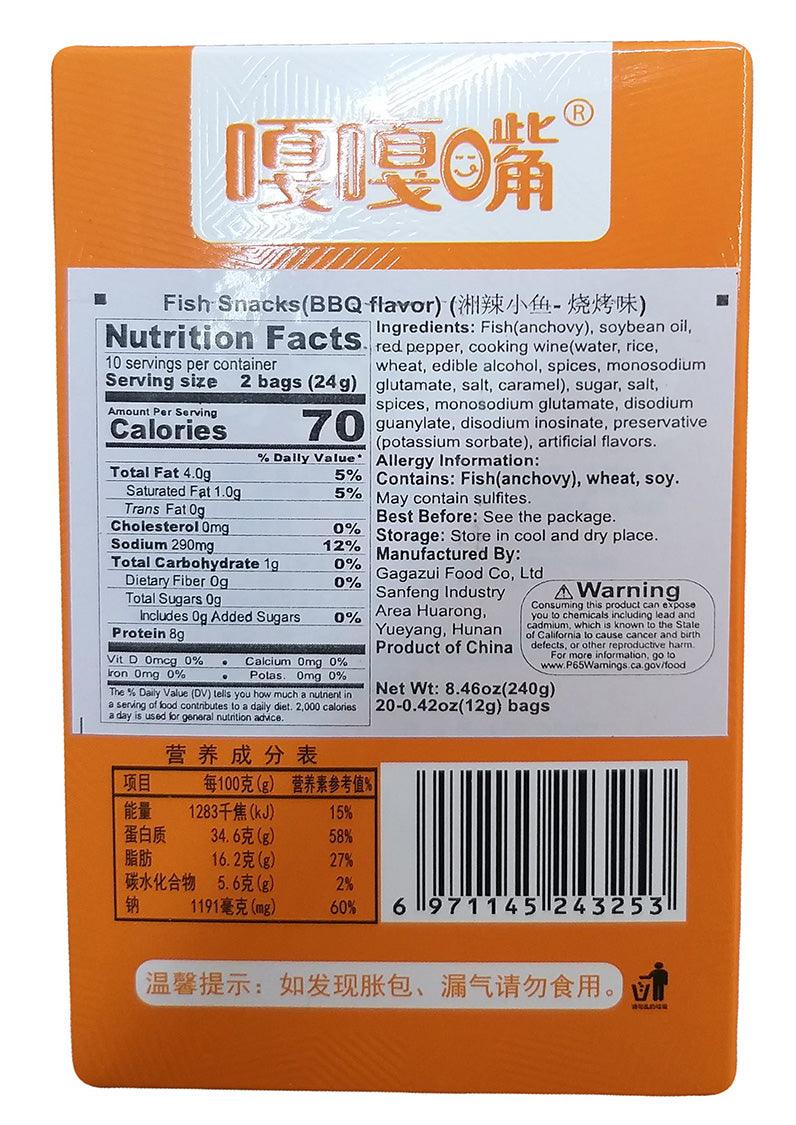 嘎嘎嘴®
Fish Snacks(BBQ flavor) (湘辣小鱼- 烧烤味)
Nutrition Facts
10 servings per container
Serving size 2 bags (24g)
Amount Per Serving
Calories 70
% Daily Value*
Total Fat 4.0g 5%
Saturated Fat 1.0g 5%
Trans Fat 0g
Cholesterol 0mg 0%
Sodium 290mg 12%
Total Carbohydrate 1g 0%
Dietary Fiber 0g 0%
Total Sugars 0g
Includes 0g Added Sugars 0%
Protein 8g
Vit D 0mcg 0% • Calcium 0mg 0%
Iron 0mg 0% • Potas. 0mg 0%
The % Daily Value (DV) tells you how much a nutrient in
a serving of food contributes to a daily diet. 2,000 calories
a day is used for general nutrition advice.
Ingredients: Fish(anchovy), soybean oil,
red pepper, cooking wine(water, rice,
wheat, edible alcohol, spices, monosodium
glutamate, salt, caramel), sugar, salt,
spices, monosodium glutamate, disodium
guanylate, disodium inosinate, preservative
(potassium sorbate), artificial flavors.
Allergy Information:
Contains: Fish(anchovy), wheat, soy.
May contain sulfites.
Best Before: See the package.
Storage: Store in cool and dry place.
Manufactured By:
Gagazui Food Co, Ltd
Sanfeng Industry
Area Huarong,
Yueyang, Hunan
Product of China
⚠ Warning
Consuming this product can expose
you to chemicals including lead and
cadmium, which is known to the State
of California to cause cancer and birth
defects, or other reproductive harm.
For more information, go to
www.P65Warnings.ca.gov/food
Net Wt: 8.46oz(240g)
20-0.42oz(12g) bags
营养成分表
项目 每100克(g) 营养素参考值%
能量 1283千焦(kJ) 15%
蛋白质 34.6克(g) 58%
脂肪 16.2克(g) 27%
碳水化合物 5.6克(g) 2%
钠 1191毫克(mg) 60%
6 971145 243253
温馨提示：如发现胀包、漏气请勿食用。